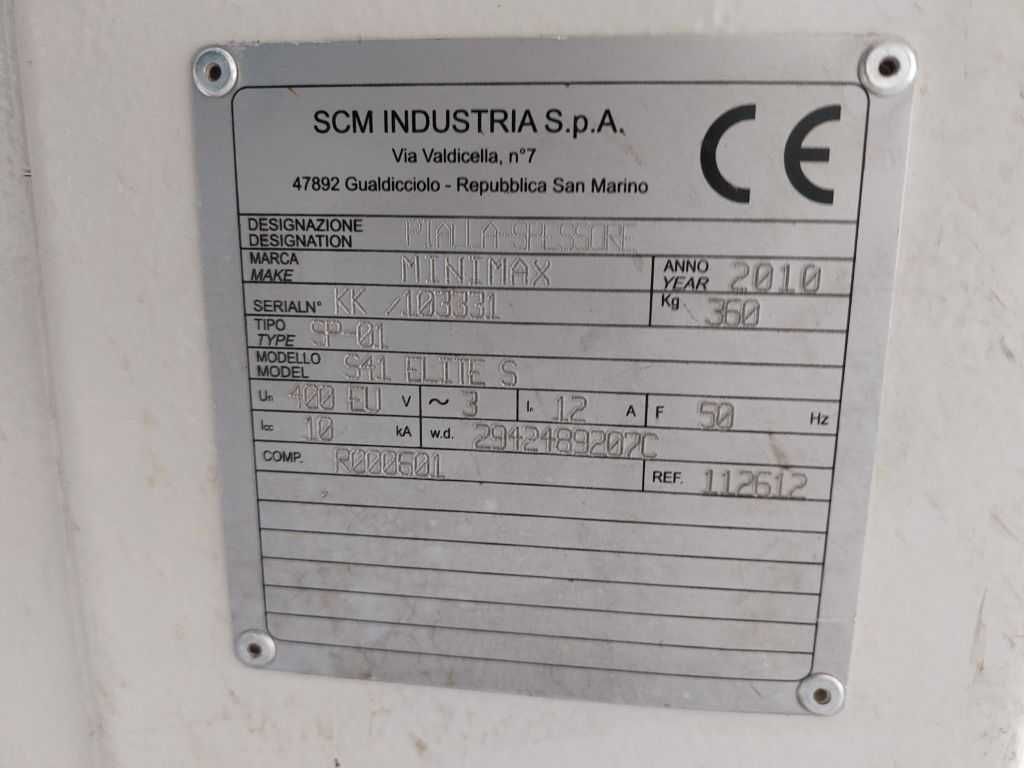 SCM INDUSTRIA S.p.A.
CE
Via Valdicella, n°7
47892 Gualdicciolo - Repubblica San Marino
DESIGNAZIONE
DESIGNATION
PIALLA-SPESSORE
MARCA
MAKE
MINIMAX
ANNO
YEAR
2010
SERIALN° KK /103331
Kg 360
TIPO
TYPE
SP-01
MODELLO
MODEL
S41 ELITE S
Un 400 EU V ~ 3 In 12 A F 50 Hz
Icc 10 kA w.d. 2942489207C
COMP. R000601 REF. 112612